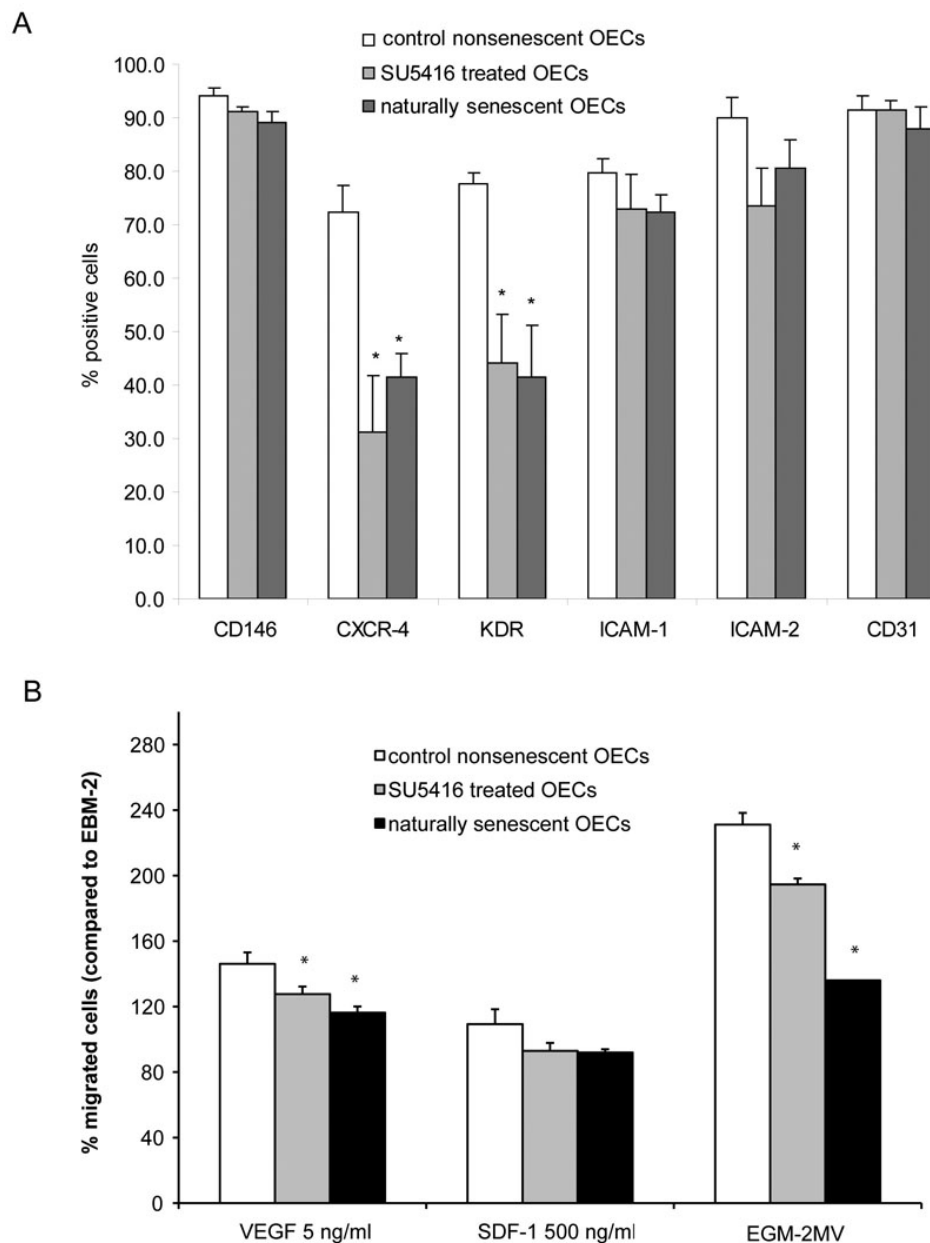 A
control nonsenescent OECs
SU5416 treated OECs
naturally senescent OECs
100.0
90.0
80.0
70.0
60.0
50.0
40.0
30.0
20.0
10.0
0.0
% positive cells
* * * *
CD146 CXCR-4 KDR ICAM-1 ICAM-2 CD31
B
280
240
200
160
120
80
40
0
% migrated cells (compared to EBM-2)
control nonsenescent OECs
SU5416 treated OECs
naturally senescent OECs
* * * *
VEGF 5 ng/ml SDF-1 500 ng/ml EGM-2MV